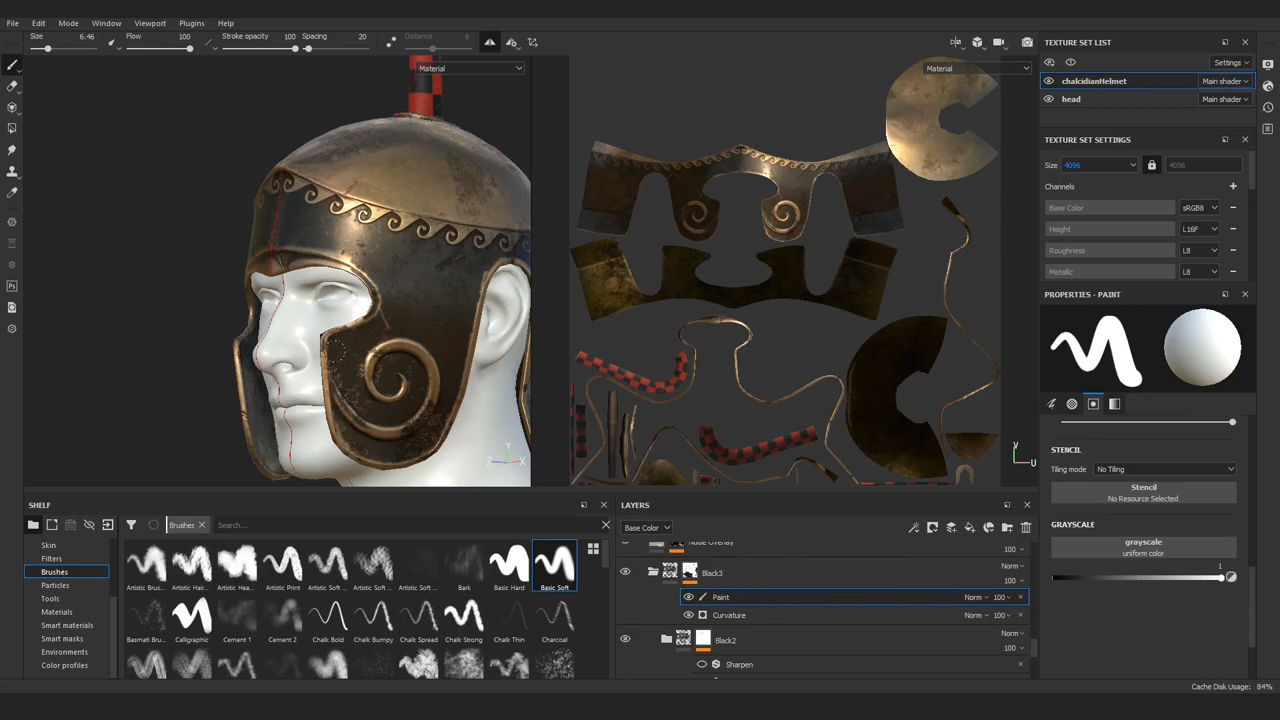 File Edit Mode Window Viewport Plugins Help
Size 6.46 Flow 100 Stroke opacity 100 Spacing 20 Distance 8
Material
Material
TEXTURE SET LIST
Settings
chalcidianHelmet Main shader
head Main shader
TEXTURE SET SETTINGS
Size 4096 4096
Channels
Base Color sRGB8
Height L16F
Roughness L8
Metallic L8
PROPERTIES - PAINT
STENCIL
Tiling mode No Tiling
Stencil
No Resource Selected
GRAYSCALE
grayscale
uniform color
1
Y
Z X
V
U
Ps
SHELF
Brushes Search...
Skin
Filters
Brushes
Particles
Tools
Materials
Smart materials
Smart masks
Environments
Color profiles
Artistic Brus... Artistic Hair... Artistic Hea... Artistic Print Artistic Soft ... Artistic Soft ... Artistic Soft ... Bark Basic Hard Basic Soft
Basmati Bru... Calligraphic Cement 1 Cement 2 Chalk Bold Chalk Bumpy Chalk Spread Chalk Strong Chalk Thin Charcoal
LAYERS
Base Color
Noise Overlay
100
Black3 Norm
100
Paint Norm 100
Curvature Norm 100
Black2 Norm
100
Sharpen
Cache Disk Usage: 84%